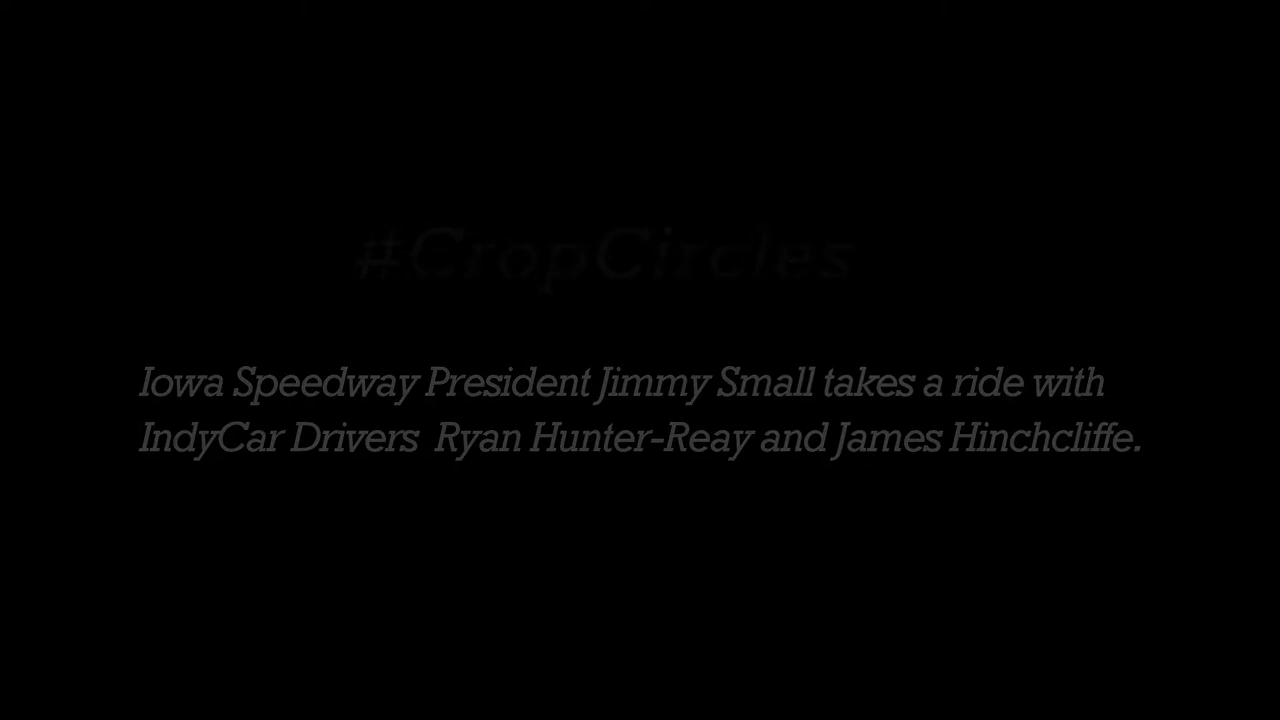 #CropCircles
Iowa Speedway President Jimmy Small takes a ride with
IndyCar Drivers  Ryan Hunter-Reay and James Hinchcliffe.